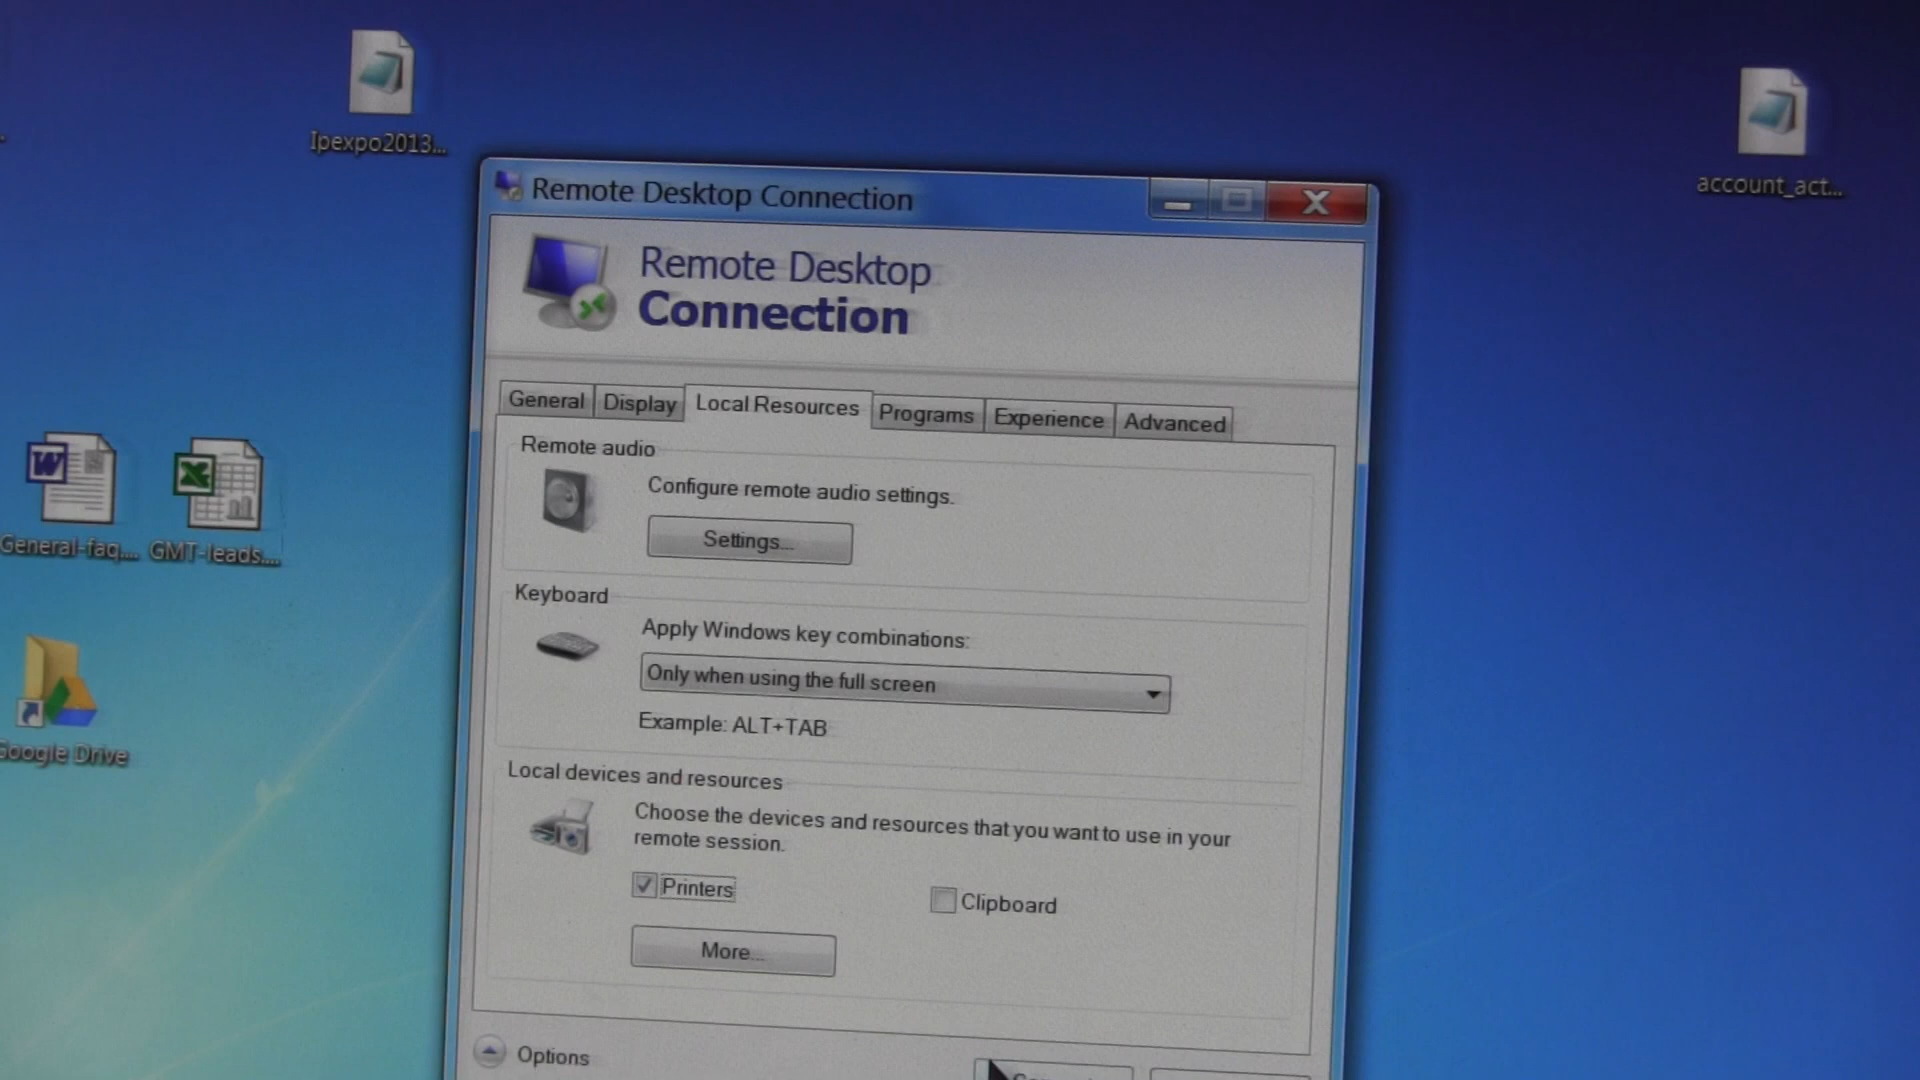 Ipexpo2013...
account_act...
Remote Desktop Connection
Remote Desktop
Connection
General Display Local Resources Programs Experience Advanced
Remote audio
Configure remote audio settings.
Settings...
General-faq.... GMT-leads....
Keyboard
Apply Windows key combinations:
Only when using the full screen
Example: ALT+TAB
Google Drive
Local devices and resources
Choose the devices and resources that you want to use in your
remote session.
Printers Clipboard
More...
Options